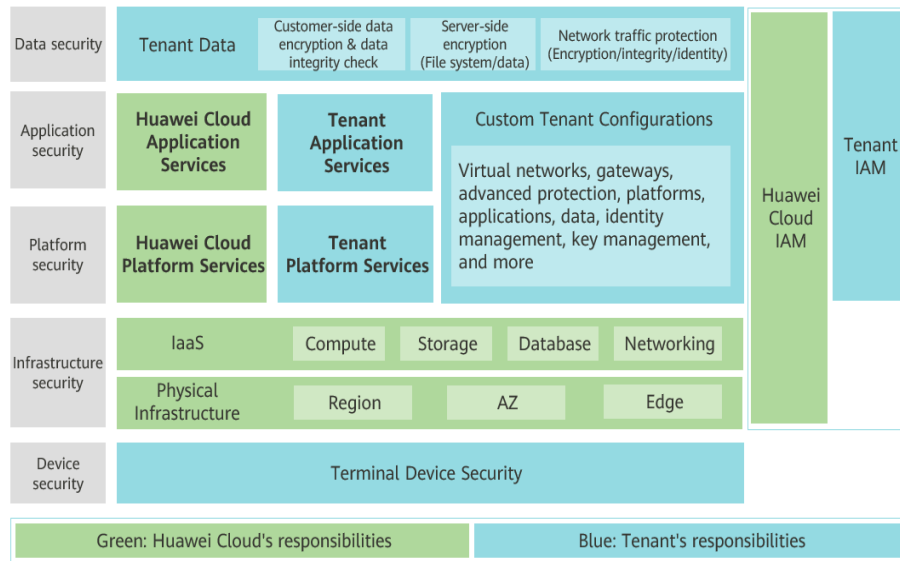 Data security
Tenant Data
Customer-side data
encryption & data
integrity check
Server-side
encryption
(File system/data)
Network traffic protection
(Encryption/integrity/identity)
Application
security
Huawei Cloud
Application
Services
Tenant
Application
Services
Custom Tenant Configurations
Virtual networks, gateways,
advanced protection, platforms,
applications, data, identity
management, key management,
and more
Platform
security
Huawei Cloud
Platform Services
Tenant
Platform Services
Huawei
Cloud
IAM
Tenant
IAM
Infrastructure
security
IaaS
Compute
Storage
Database
Networking
Physical
Infrastructure
Region
AZ
Edge
Device
security
Terminal Device Security
Green: Huawei Cloud's responsibilities
Blue: Tenant's responsibilities